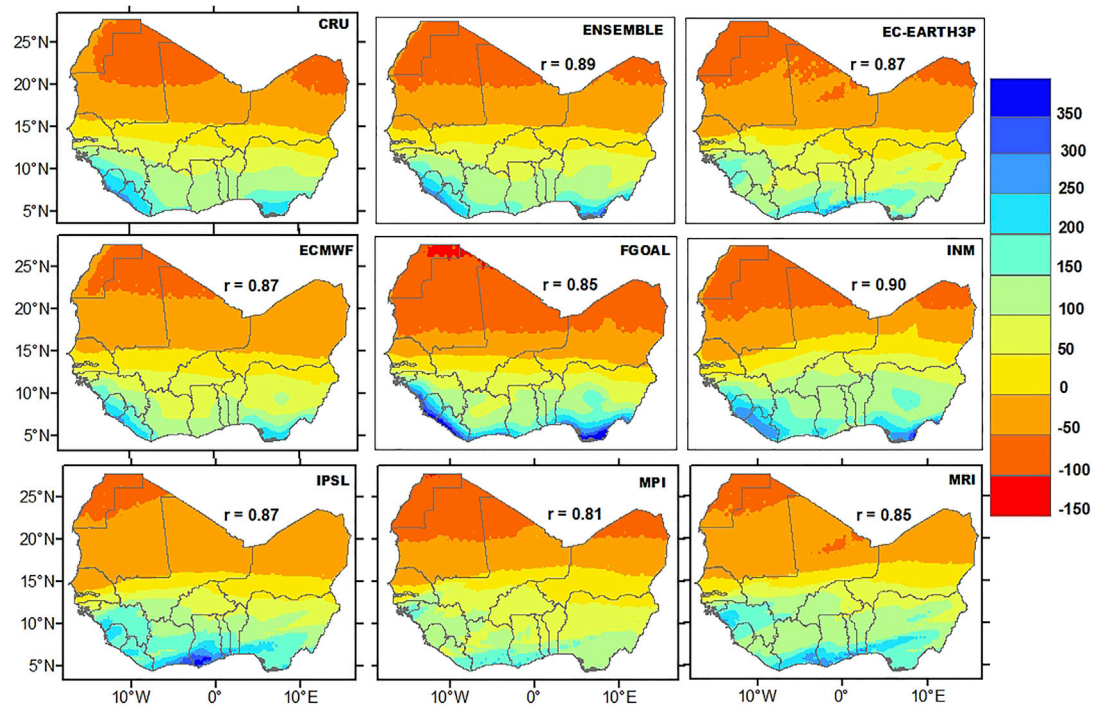 CRU
ENSEMBLE
EC-EARTH3P
25°N
20°N
15°N
10°N
5°N
r = 0.89
r = 0.87
ECMWF
FGOAL
INM
25°N
20°N
15°N
10°N
5°N
r = 0.87
r = 0.85
r = 0.90
IPSL
MPI
MRI
25°N
20°N
15°N
10°N
5°N
r = 0.87
r = 0.81
r = 0.85
10°W
0°
10°E
10°W
0°
10°E
10°W
0°
10°E
350
300
250
200
150
100
50
0
-50
-100
-150